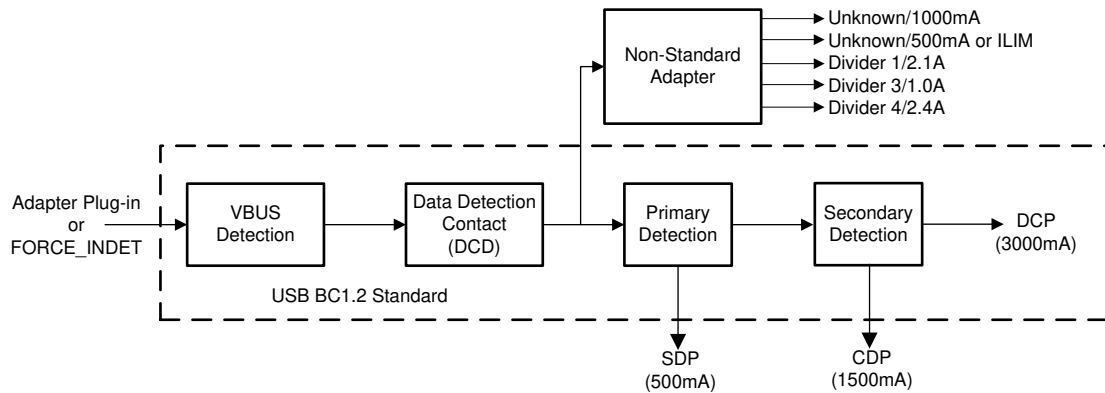 Non-Standard
Adapter
Unknown/1000mA
Unknown/500mA or ILIM
Divider 1/2.1A
Divider 3/1.0A
Divider 4/2.4A
Adapter Plug-in
or
FORCE_INDET
VBUS
Detection
Data Detection
Contact
(DCD)
Primary
Detection
Secondary
Detection
DCP
(3000mA)
USB BC1.2 Standard
SDP
(500mA)
CDP
(1500mA)